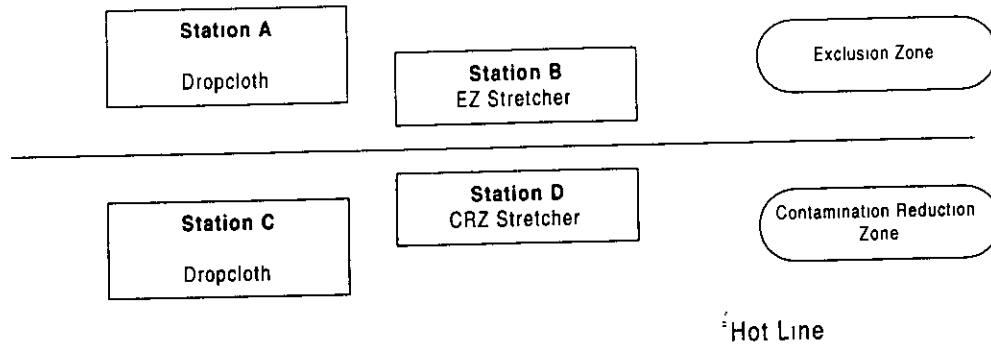 Station A
Dropcloth
Station B
EZ Stretcher
Exclusion Zone
Station C
Dropcloth
Station D
CRZ Stretcher
Contamination Reduction
Zone
Hot Line